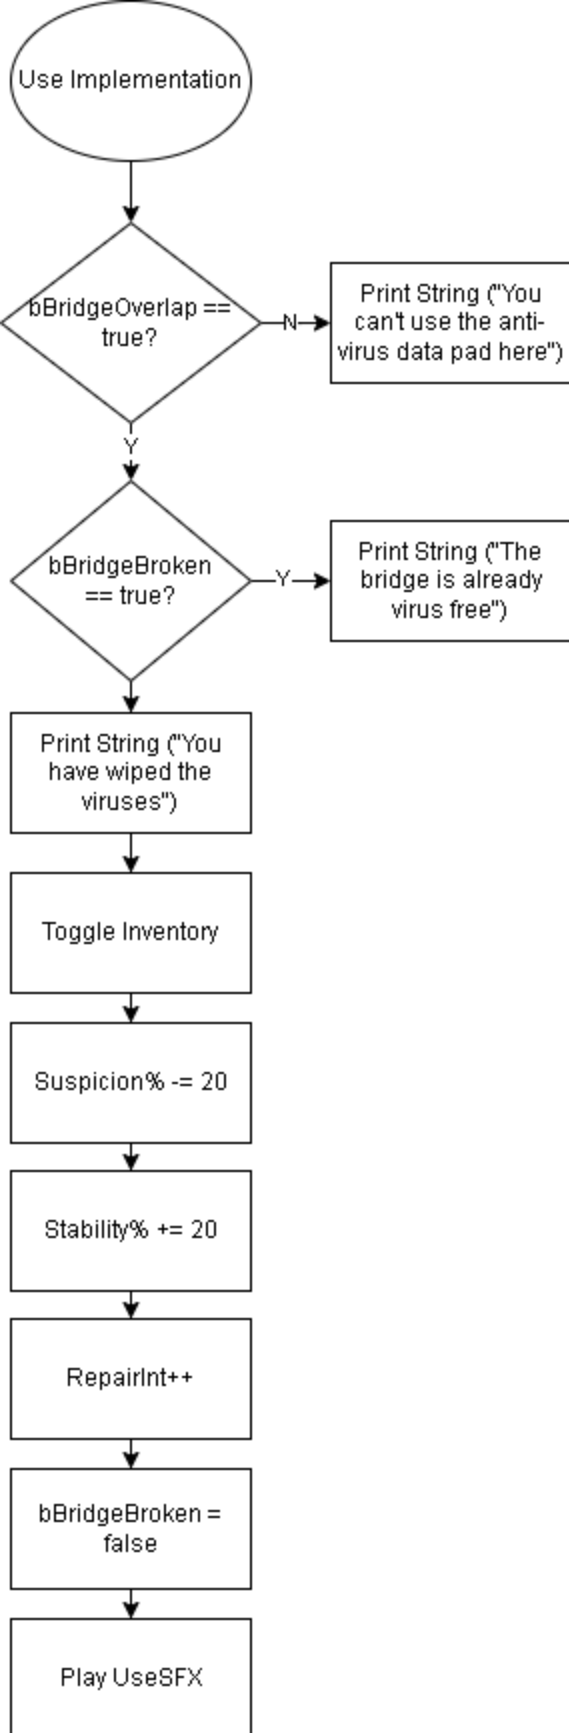 Use Implementation
bBridgeOverlap ==
true?
N
Print String ("You
can't use the anti-
virus data pad here")
Y
bBridgeBroken
== true?
Y
Print String ("The
bridge is already
virus free")
Print String ("You
have wiped the
viruses")
Toggle Inventory
Suspicion% -= 20
Stability% += 20
RepairInt++
bBridgeBroken =
false
Play UseSFX